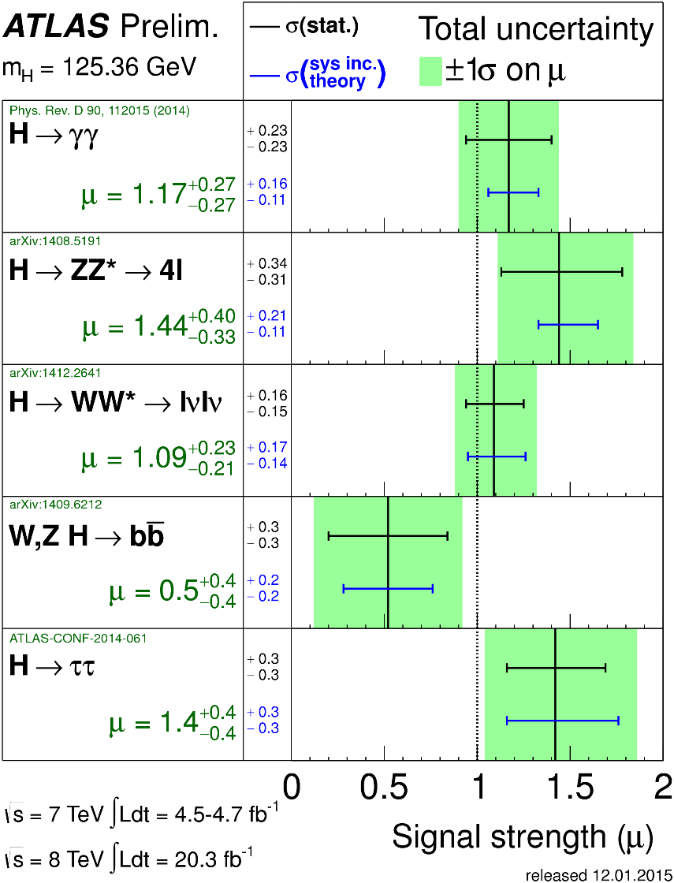 ATLAS Prelim.
m_H = 125.36 GeV
σ(stat.)
σ(sys inc. theory)
Total uncertainty
±1σ on μ
Phys. Rev. D 90, 112015 (2014)
H → γγ
+ 0.23
− 0.23
μ = 1.17 +0.27 −0.27
+ 0.16
− 0.11
arXiv:1408.5191
H → ZZ* → 4l
+ 0.34
− 0.31
μ = 1.44 +0.40 −0.33
+ 0.21
− 0.11
arXiv:1412.2641
H → WW* → lνlν
+ 0.16
− 0.15
μ = 1.09 +0.23 −0.21
+ 0.17
− 0.14
arXiv:1409.6212
W,Z H → bb̅
+ 0.3
− 0.3
μ = 0.5 +0.4 −0.4
+ 0.2
− 0.2
ATLAS-CONF-2014-061
H → ττ
+ 0.3
− 0.3
μ = 1.4 +0.4 −0.4
+ 0.3
− 0.3
0 0.5 1 1.5 2
√s = 7 TeV ∫Ldt = 4.5-4.7 fb⁻¹
√s = 8 TeV ∫Ldt = 20.3 fb⁻¹
Signal strength (μ)
released 12.01.2015